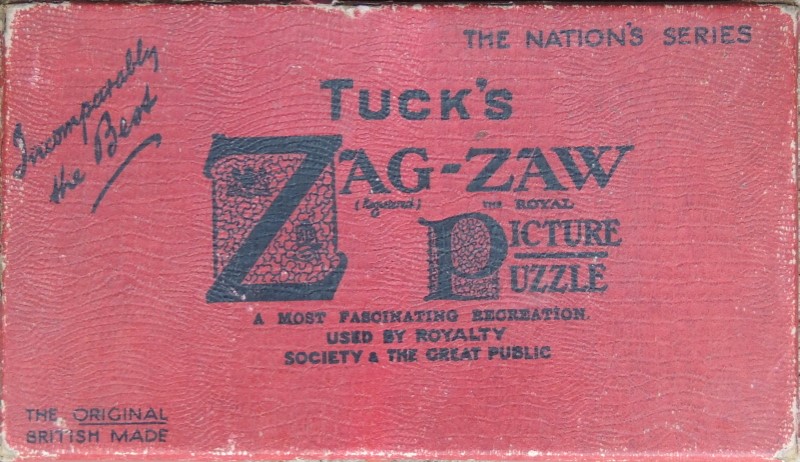 THE NATION'S SERIES
Incomparably
the Best
TUCK'S
ZAG-ZAW
(Registered) THE ROYAL
PICTURE
PUZZLE
A MOST FASCINATING RECREATION.
USED BY ROYALTY
SOCIETY & THE GREAT PUBLIC
THE ORIGINAL
BRITISH MADE